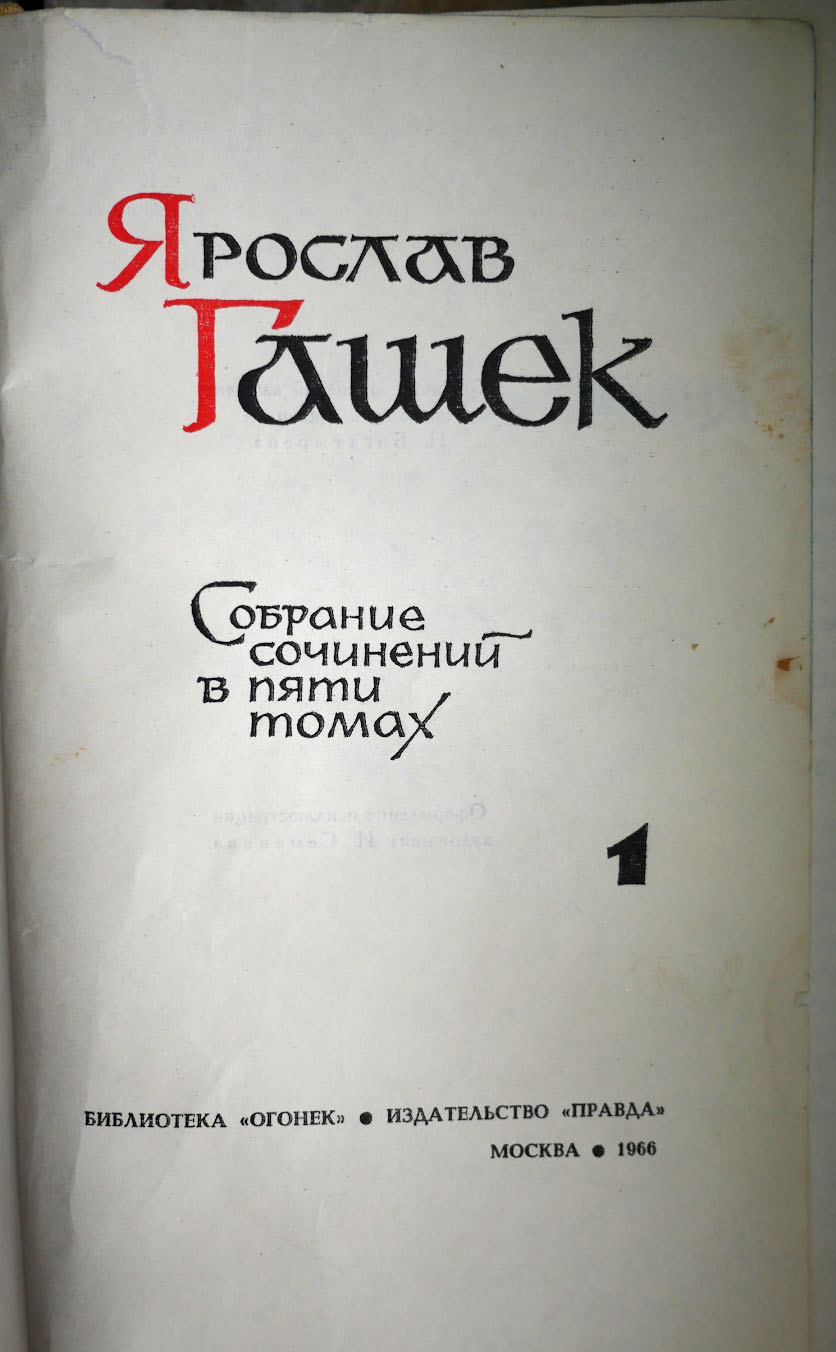 Ярослав
Гашек
Собрание
сочинений
в пяти
томах
1
БИБЛИОТЕКА «ОГОНЕК» ● ИЗДАТЕЛЬСТВО «ПРАВДА»
МОСКВА ● 1966